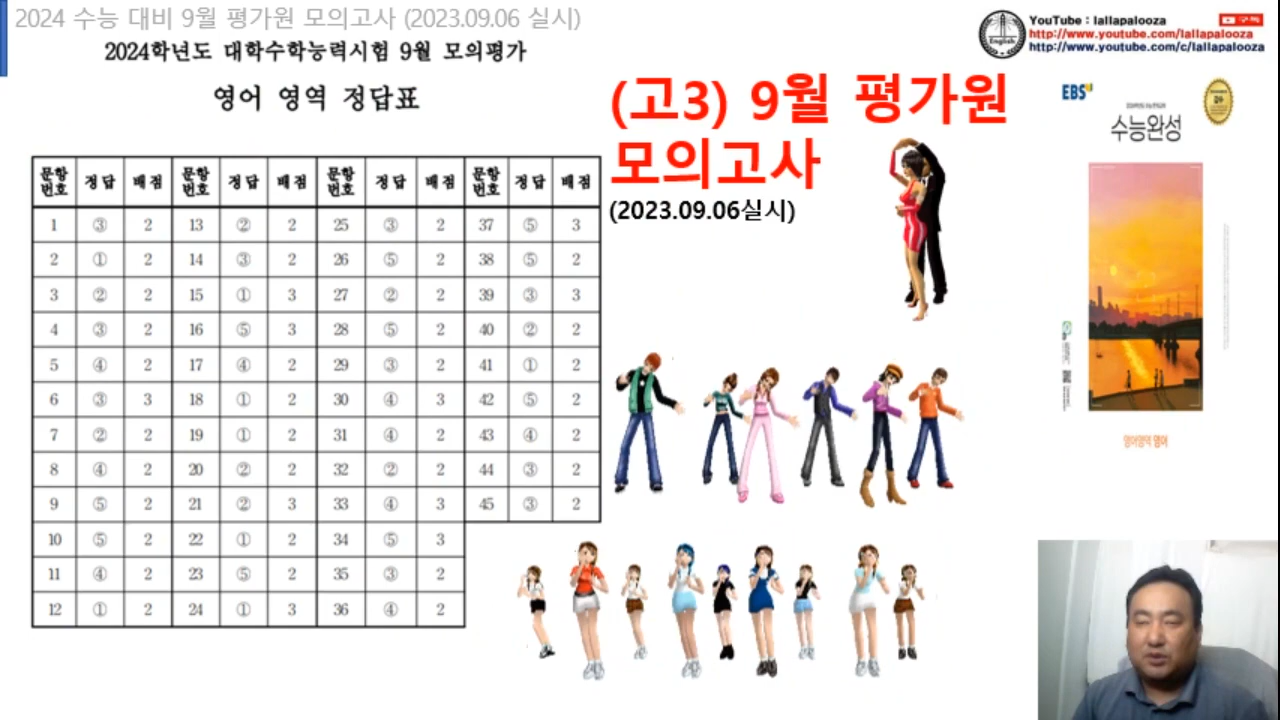 2024 수능 대비 9월 평가원 모의고사 (2023.09.06 실시)
2024학년도 대학수학능력시험 9월 모의평가
영어 영역 정답표
문항번호 정답 배점 문항번호 정답 배점 문항번호 정답 배점 문항번호 정답 배점
1 ③ 2 13 ② 2 25 ③ 2 37 ⑤ 3
2 ① 2 14 ③ 2 26 ⑤ 2 38 ⑤ 2
3 ② 2 15 ① 3 27 ② 2 39 ③ 3
4 ③ 2 16 ⑤ 3 28 ⑤ 2 40 ② 2
5 ④ 2 17 ④ 2 29 ③ 2 41 ① 2
6 ③ 3 18 ① 2 30 ④ 3 42 ⑤ 2
7 ② 2 19 ① 2 31 ④ 2 43 ④ 2
8 ④ 2 20 ② 2 32 ② 2 44 ③ 2
9 ⑤ 2 21 ② 3 33 ④ 3 45 ③ 2
10 ⑤ 2 22 ① 2 34 ⑤ 3
11 ④ 2 23 ⑤ 2 35 ③ 2
12 ① 2 24 ① 3 36 ④ 2
(고3) 9월 평가원
모의고사
(2023.09.06실시)
English
YouTube : lallapalooza
http://www.youtube.com/lallapalooza
http://www.youtube.com/c/lallapalooza
EBS
수능완성
영어영역 영어